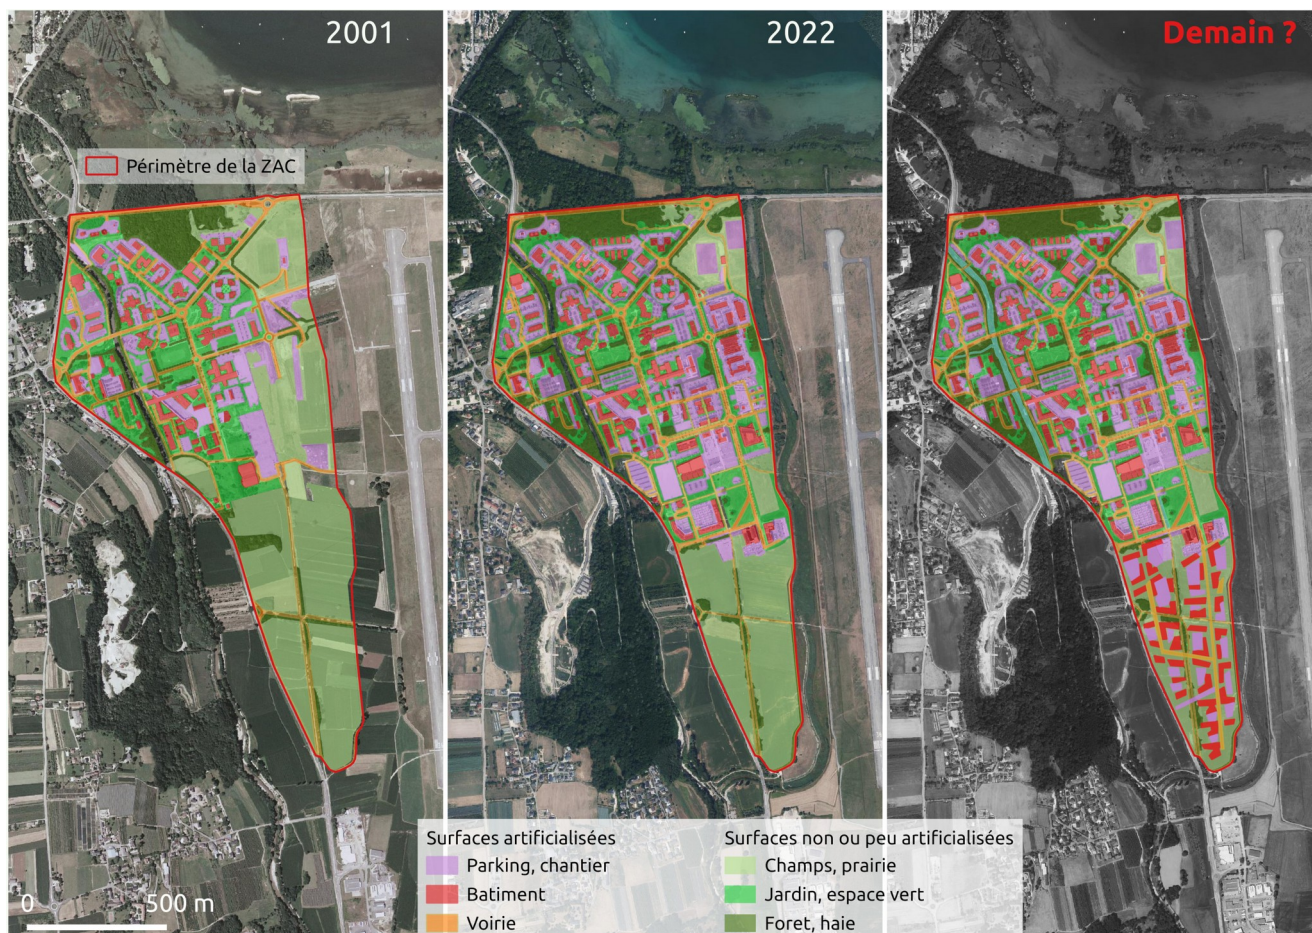 2001
2022
Demain ?
Périmètre de la ZAC
Surfaces artificialisées
Parking, chantier
Batiment
Voirie
Surfaces non ou peu artificialisées
Champs, prairie
Jardin, espace vert
Foret, haie
0 500 m